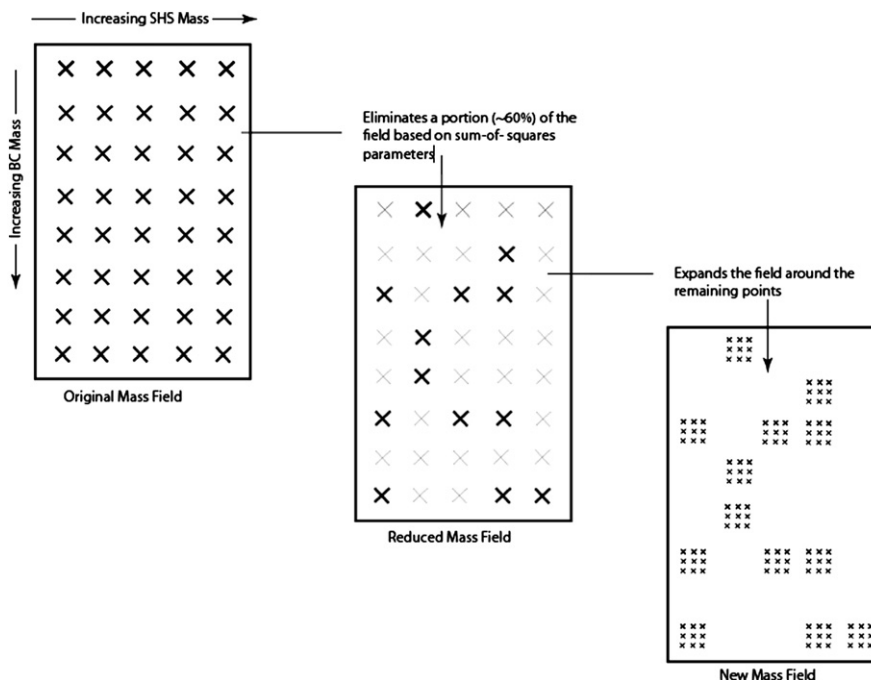 Increasing SHS Mass
Increasing BC Mass
Original Mass Field
Eliminates a portion (~60%) of the
field based on sum-of- squares
parameters
Reduced Mass Field
Expands the field around the
remaining points
New Mass Field